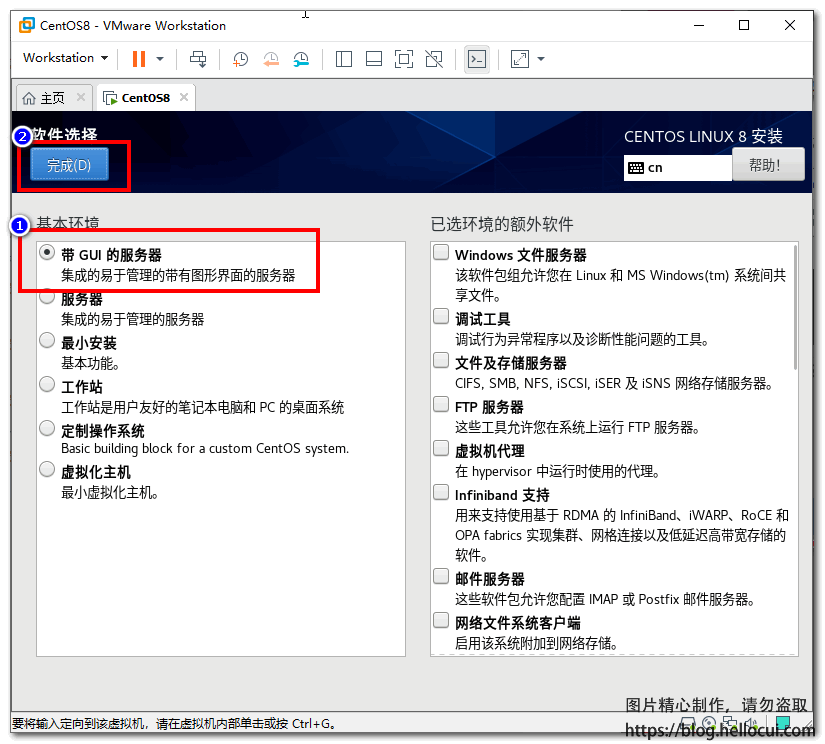 CentOS8 - VMware Workstation
Workstation
主页
CentOS8
2
软件选择
CENTOS LINUX 8 安装
完成(D)
cn
帮助!
1
基本环境
已选环境的额外软件
带 GUI 的服务器
集成的易于管理的带有图形界面的服务器
服务器
集成的易于管理的服务器
最小安装
基本功能。
工作站
工作站是用户友好的笔记本电脑和 PC 的桌面系统
定制操作系统
Basic building block for a custom CentOS system.
虚拟化主机
最小虚拟化主机。
Windows 文件服务器
该软件包组允许您在 Linux 和 MS Windows(tm) 系统间共
享文件。
调试工具
调试行为异常程序以及诊断性能问题的工具。
文件及存储服务器
CIFS, SMB, NFS, iSCSI, iSER 及 iSNS 网络存储服务器。
FTP 服务器
这些工具允许您在系统上运行 FTP 服务器。
虚拟机代理
在 hypervisor 中运行时使用的代理。
Infiniband 支持
用来支持使用基于 RDMA 的 InfiniBand、iWARP、RoCE 和
OPA fabrics 实现集群、网格连接以及低延迟高带宽存储的
软件。
邮件服务器
这些软件包允许您配置 IMAP 或 Postfix 邮件服务器。
网络文件系统客户端
启用该系统附加到网络存储。
图片精心制作，请勿盗取
要将输入定向到该虚拟机，请在虚拟机内部单击或按 Ctrl+G。
https://blog.hellocui.com